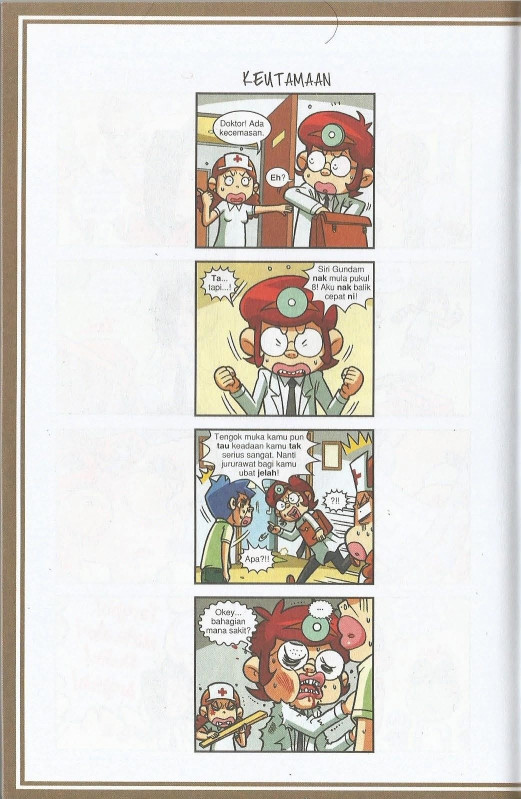 KEUTAMAAN
Doktor! Ada
kecemasan.
Eh?
Ta...
tapi...!
Siri Gundam
nak mula pukul
8! Aku nak balik
cepat ni!
Tengok muka kamu pun
tau keadaan kamu tak
serius sangat. Nanti
jururawat bagi kamu
ubat jelah!
?!!
Apa?!!
...
Okey...
bahagian
mana sakit?